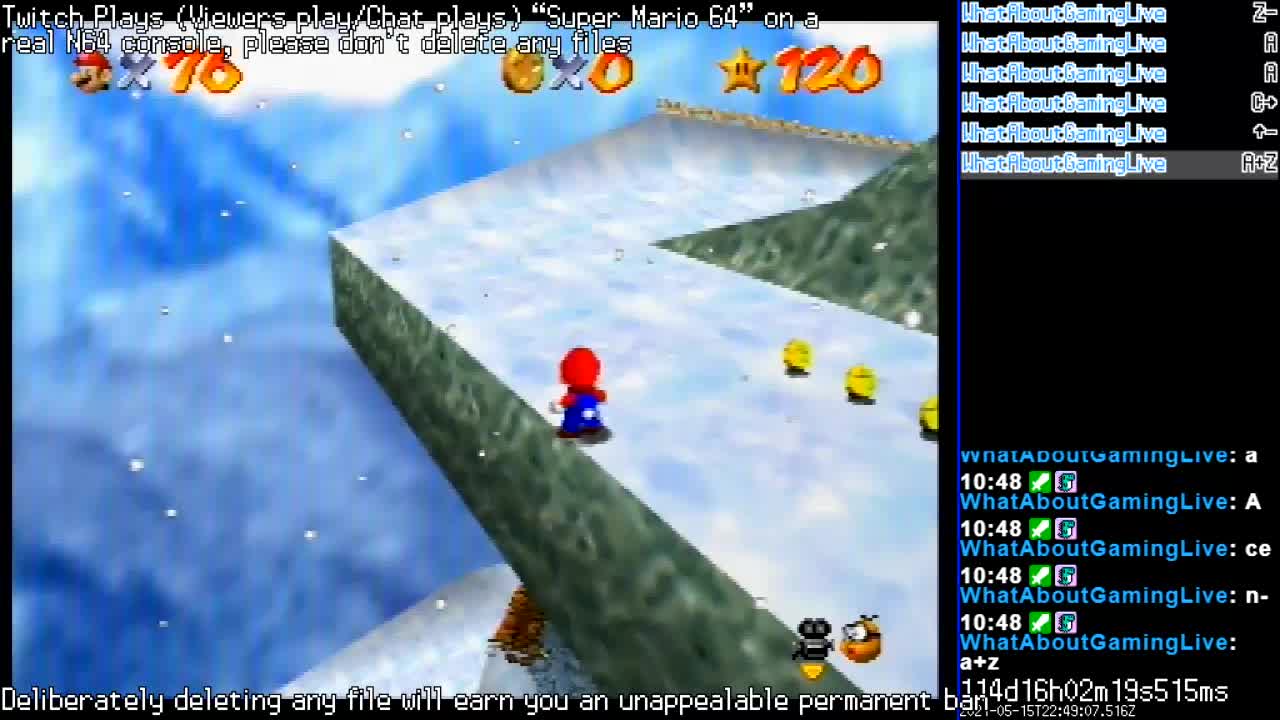 Twitch Plays (Viewers play/Chat plays) “Super Mario 64” on a
real N64 console, please don't delete any files
76
0
120
WhatAboutGamingLive Z-
WhatAboutGamingLive A
WhatAboutGamingLive A
WhatAboutGamingLive C→
WhatAboutGamingLive ↑-
WhatAboutGamingLive A+Z
WhatAboutGamingLive: a
10:48
WhatAboutGamingLive: A
10:48
WhatAboutGamingLive: ce
10:48
WhatAboutGamingLive: n-
10:48
WhatAboutGamingLive:
a+z
114d16h02m19s515ms
2021-05-15T22:49:07.516Z
Deliberately deleting any file will earn you an unappealable permanent ban